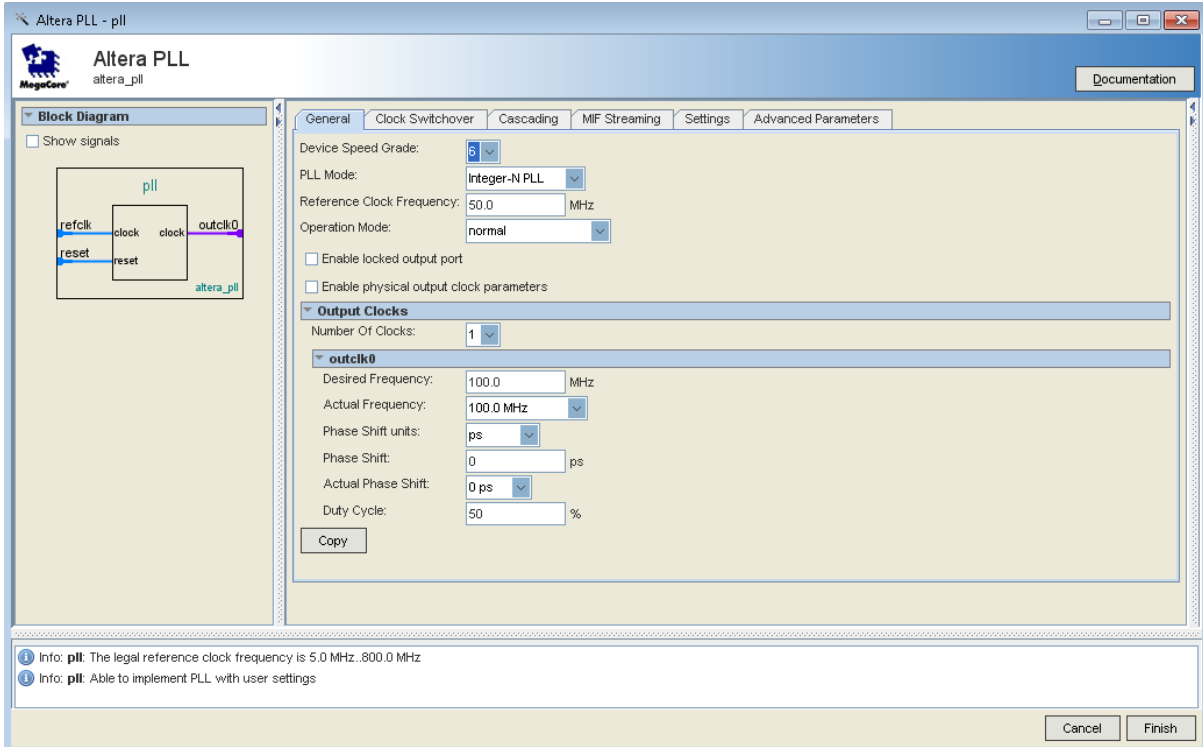 Altera PLL - pll
Altera PLL
altera_pll
MegaCore®
Documentation
Block Diagram
Show signals
pll
refclk
clock
clock
outclk0
reset
reset
altera_pll
General Clock Switchover Cascading MIF Streaming Settings Advanced Parameters
Device Speed Grade: 6
PLL Mode: Integer-N PLL
Reference Clock Frequency: 50.0 MHz
Operation Mode: normal
Enable locked output port
Enable physical output clock parameters
Output Clocks
Number Of Clocks: 1
outclk0
Desired Frequency: 100.0 MHz
Actual Frequency: 100.0 MHz
Phase Shift units: ps
Phase Shift: 0 ps
Actual Phase Shift: 0 ps
Duty Cycle: 50 %
Copy
Info: pll: The legal reference clock frequency is 5.0 MHz..800.0 MHz
Info: pll: Able to implement PLL with user settings
Cancel Finish